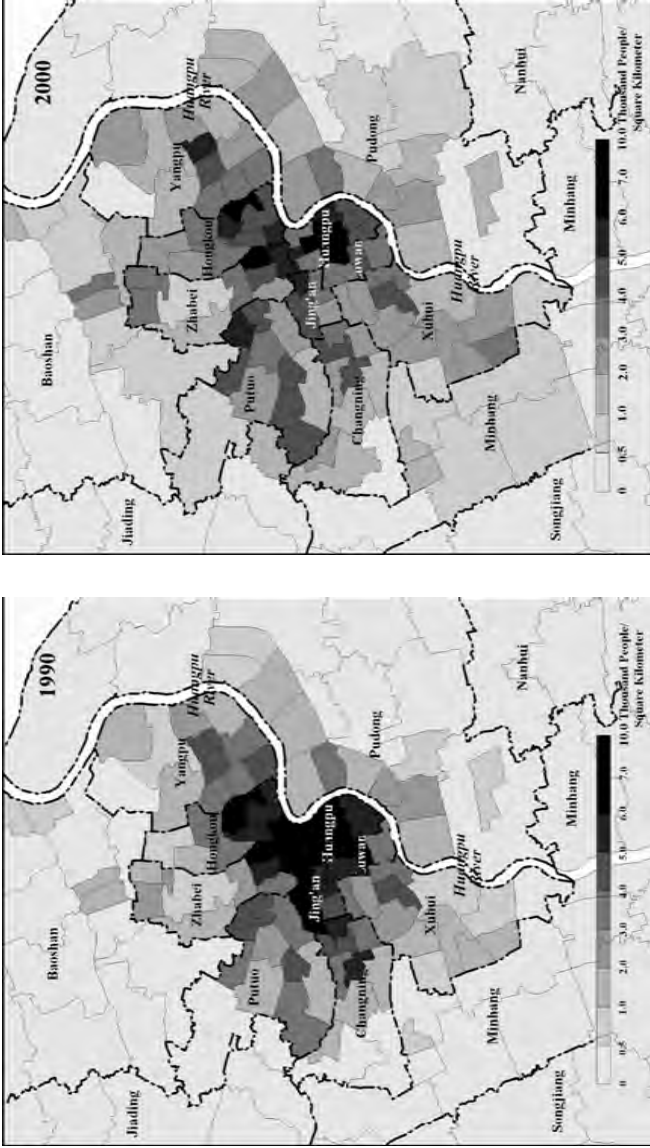 2000
Huangpu
River
Baoshan
Yangpu
Hongkou
Zhabei
Jiading
Putuo
Jing'an
Huangpu
Luwan
Pudong
Changning
Xuhui
Huangpu
River
Nanhui
Minhang
Minhang
Songjiang
0 0.5 1.0 2.0 3.0 4.0 5.0 6.0 7.0 10.0 Thousand People/
Square Kilometer
1990
Huangpu
River
Baoshan
Yangpu
Hongkou
Zhabei
Jiading
Putuo
Jing'an
Huangpu
Luwan
Pudong
Changning
Xuhui
Huangpu
River
Nanhui
Minhang
Minhang
Songjiang
0 0.5 1.0 2.0 3.0 4.0 5.0 6.0 7.0 10.0 Thousand People/
Square Kilometer